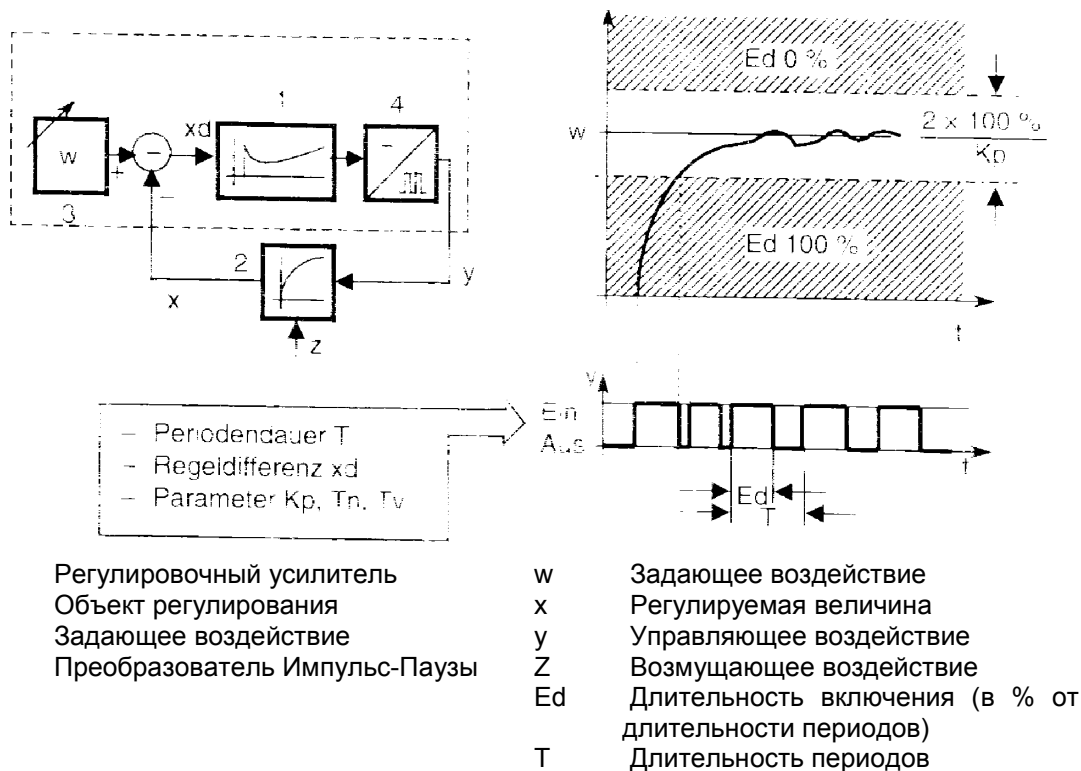 1
4
xd
w
+
-
-
3
2
y
x
z
Ed 0 %
w
2 x 100 %
Kp
Ed 100 %
t
- Periodendauer T
- Regeldifferenz xd
- Parameter Kp, Tn, Tv
y
Ein
Aus
t
Ed
T
Регулировочный усилитель
Объект регулирования
Задающее воздействие
Преобразователь Импульс-Паузы
w Задающее воздействие
x Регулируемая величина
y Управляющее воздействие
Z Возмущающее воздействие
Ed Длительность включения (в % от
длительности периодов)
T Длительность периодов